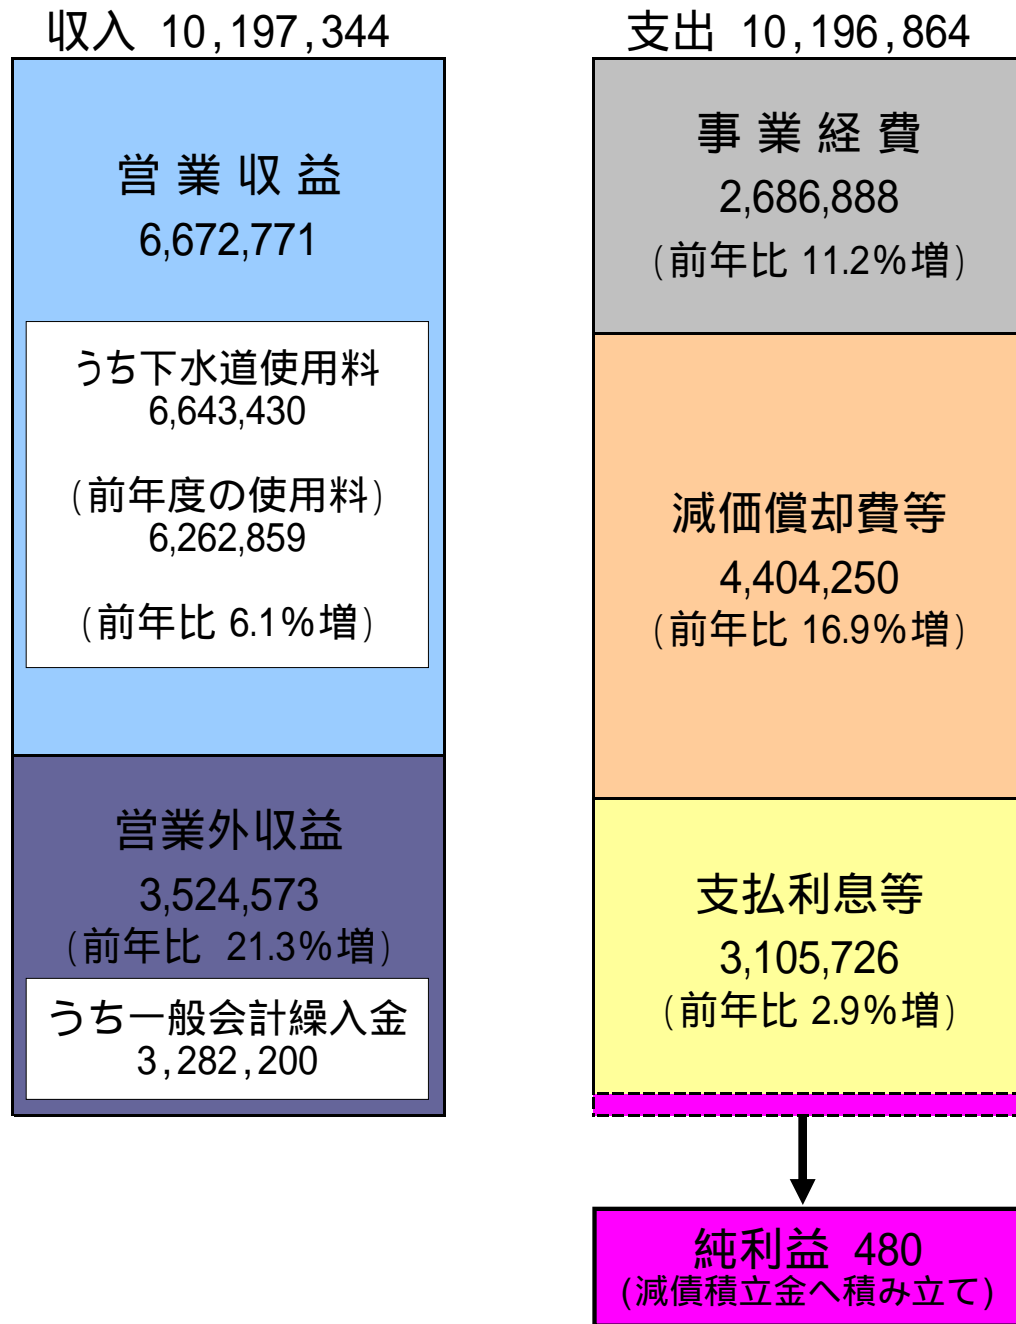 収入 10,197,344
営業収益
6,672,771
うち下水道使用料
6,643,430
(前年度の使用料)
6,262,859
(前年比 6.1%増)
営業外収益
3,524,573
(前年比 21.3%増)
うち一般会計繰入金
3,282,200
支出 10,196,864
事業経費
2,686,888
(前年比 11.2%増)
減価償却費等
4,404,250
(前年比 16.9%増)
支払利息等
3,105,726
(前年比 2.9%増)
純利益 480
(減債積立金へ積み立て)